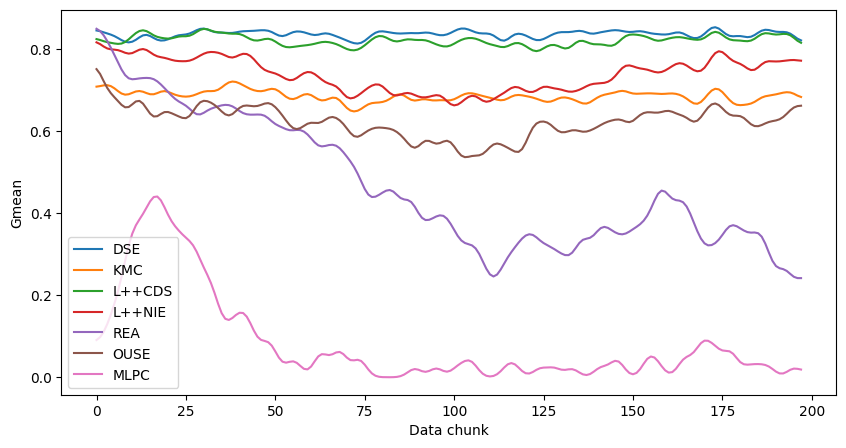 Gmean
0.8
0.6
0.4
0.2
0.0
DSE
KMC
L++CDS
L++NIE
REA
OUSE
MLPC
0 25 50 75 100 125 150 175 200
Data chunk